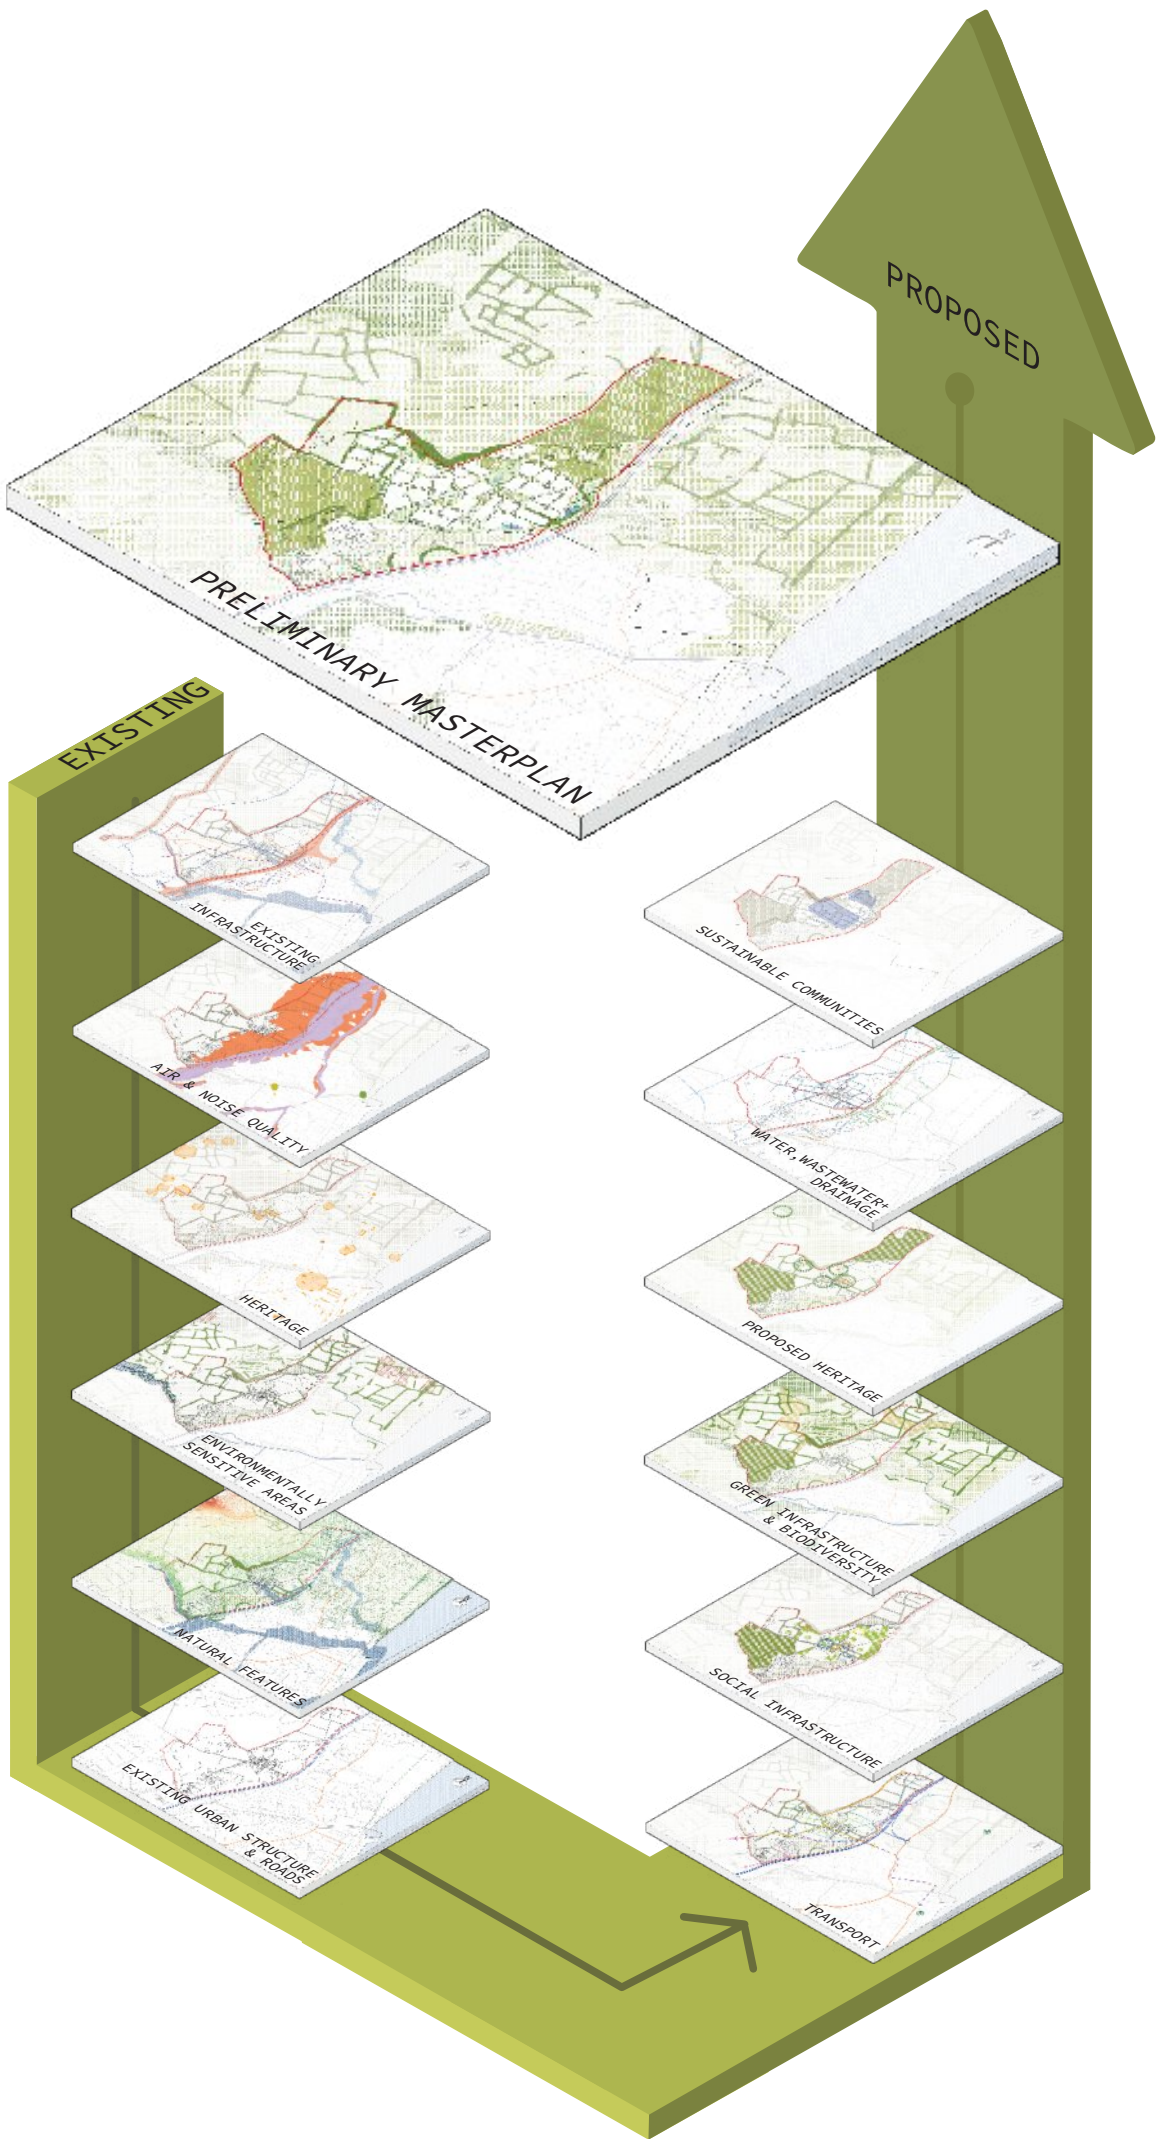 PROPOSED
PRELIMINARY MASTERPLAN
EXISTING
EXISTING
INFRASTRUCTURE
AIR & NOISE QUALITY
HERITAGE
ENVIRONMENTALLY
SENSITIVE AREAS
NATURAL FEATURES
EXISTING URBAN STRUCTURE
& ROADS
SUSTAINABLE COMMUNITIES
WATER,WASTEWATER+
DRAINAGE
PROPOSED HERITAGE
GREEN INFRASTRUCTURE
& BIODIVERSITY
SOCIAL INFRASTRUCTURE
TRANSPORT